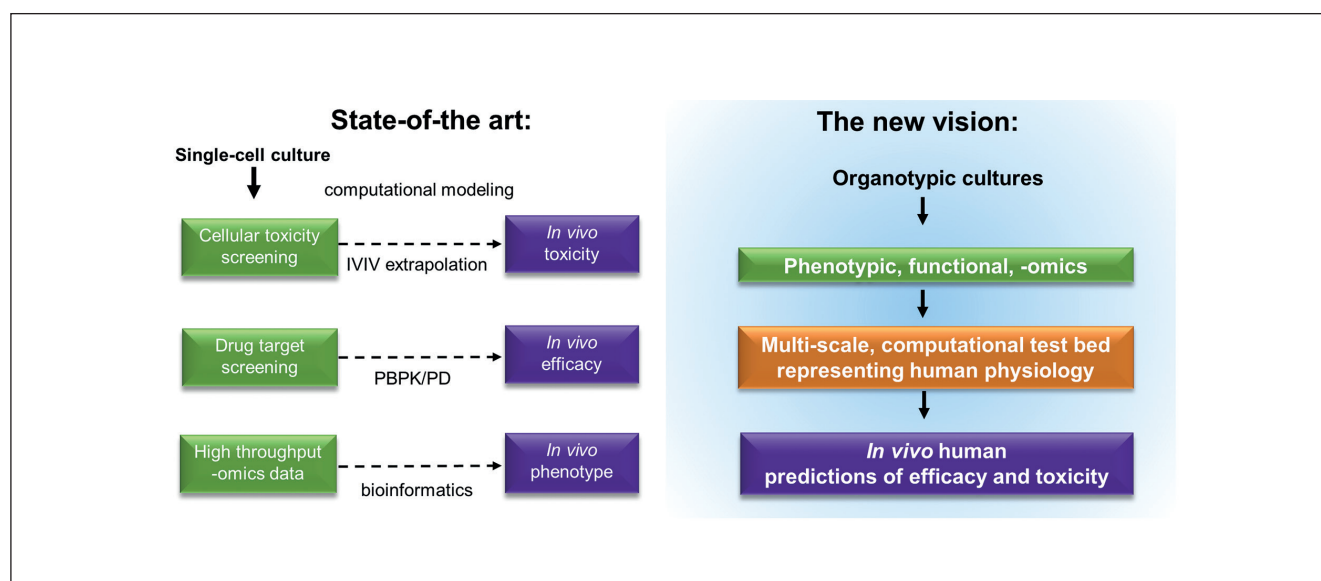 State-of-the art:
Single-cell culture
computational modeling
Cellular toxicity
screening
IVIV extrapolation
In vivo
toxicity
Drug target
screening
PBPK/PD
In vivo
efficacy
High throughput
-omics data
bioinformatics
In vivo
phenotype
The new vision:
Organotypic cultures
Phenotypic, functional, -omics
Multi-scale, computational test bed
representing human physiology
In vivo human
predictions of efficacy and toxicity